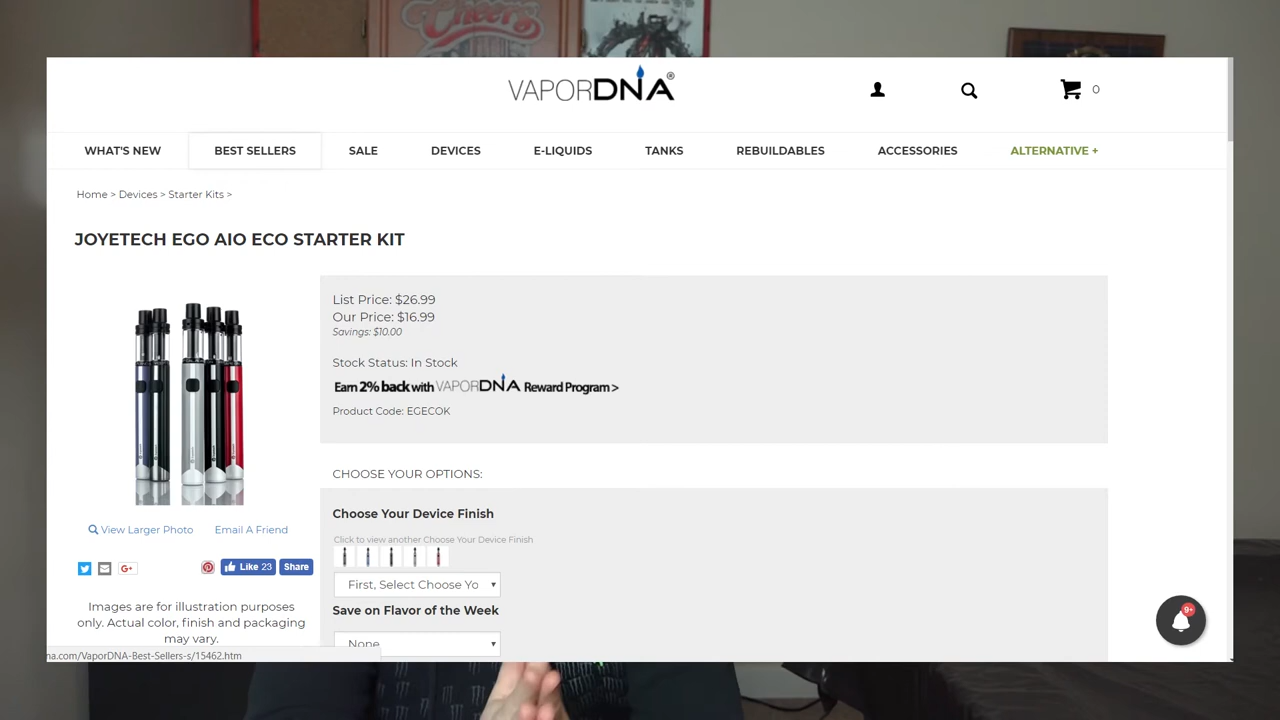 Cheers
VAPORDNA®
0
WHAT'S NEW
BEST SELLERS
SALE
DEVICES
E-LIQUIDS
TANKS
REBUILDABLES
ACCESSORIES
ALTERNATIVE +
Home > Devices > Starter Kits >
JOYETECH EGO AIO ECO STARTER KIT
List Price: $26.99
Our Price: $16.99
Savings: $10.00
Stock Status: In Stock
Earn 2% back with VAPORDNA Reward Program >
Product Code: EGECOK
CHOOSE YOUR OPTIONS:
Choose Your Device Finish
Click to view another Choose Your Device Finish
First, Select Choose Yo
Save on Flavor of the Week
None
View Larger Photo
Email A Friend
G+
Like 23
Share
Images are for illustration purposes
only. Actual color, finish and packaging
may vary.
na.com/VaporDNA-Best-Sellers-s/15462.htm
9+